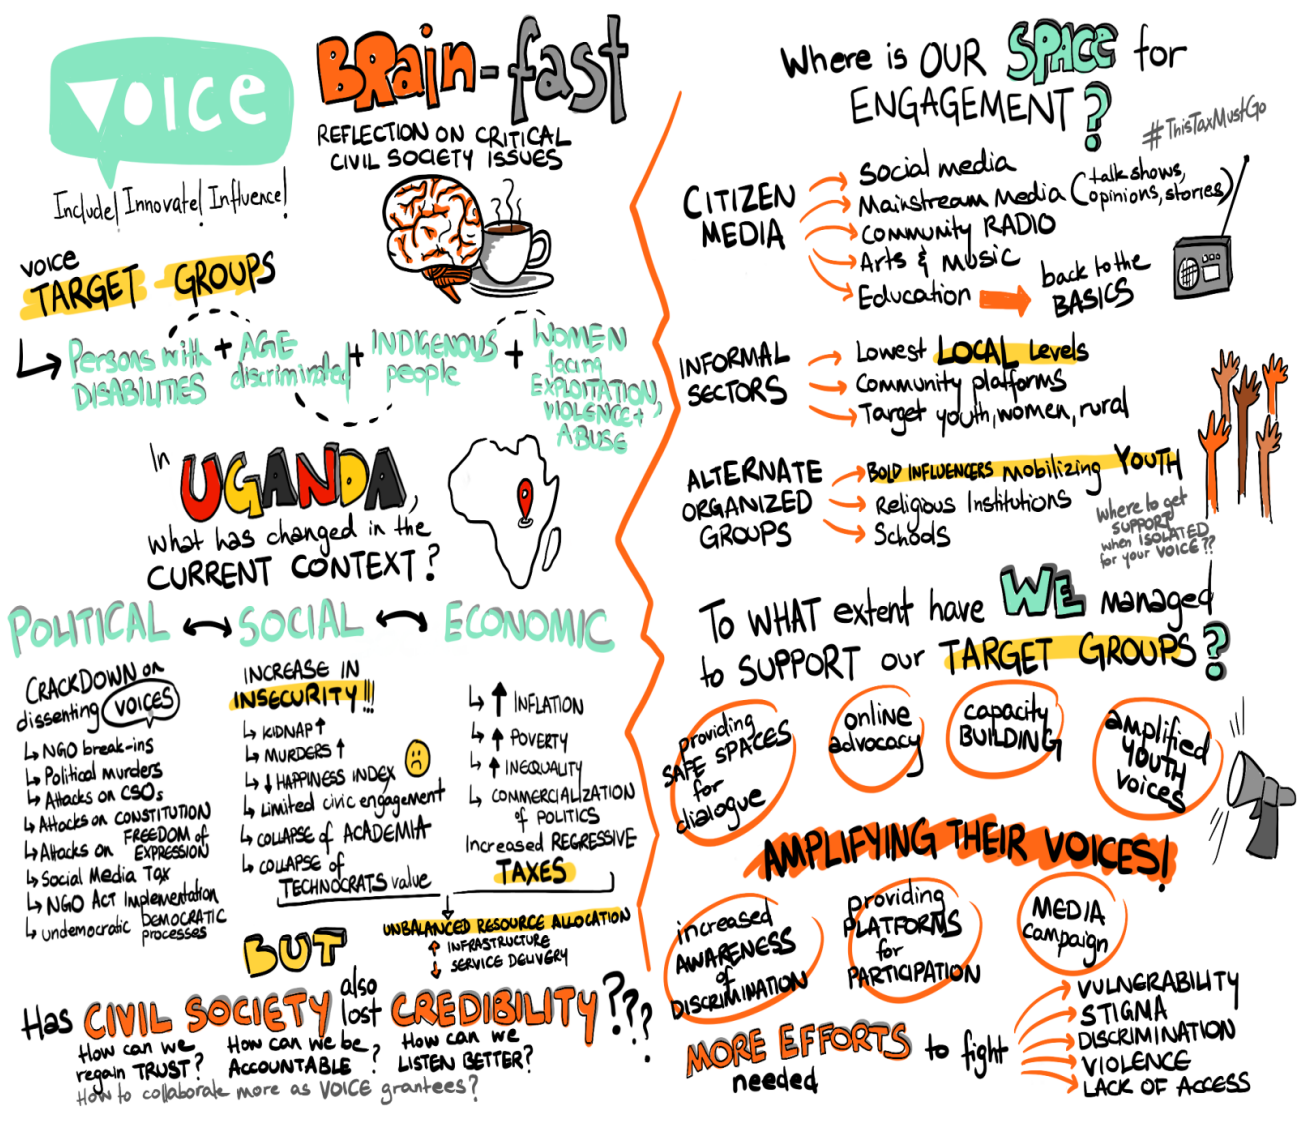 VOICE
Include! Innovate! Influence!
BRain-fast
REFLECTION ON CRITICAL
CIVIL SOCIETY ISSUES
VOICE
TARGET GROUPS
Persons with
DISABILITIES
+ AGE
discriminated
+ INDIGENOUS
people
+ WOMEN
facing
EXPLOITATION,
VIOLENCE +
ABUSE
In
UGANDA,
what has changed in the
CURRENT CONTEXT?
POLITICAL
CRACKDOWN on
dissenting VOICES
NGO break-ins
Political murders
Attacks on CSOs
Attacks on CONSTITUTION
Attacks on FREEDOM of
EXPRESSION
Social Media Tax
NGO ACT Implementation
undemocratic DEMOCRATIC
processes
SOCIAL
INCREASE IN
INSECURITY!!!
KIDNAP ↑
MURDERS ↑
↓ HAPPINESS INDEX
Limited civic engagement
COLLAPSE of ACADEMIA
COLLAPSE of
TECHNOCRATS value
ECONOMIC
↑ INFLATION
↑ POVERTY
↑ INEQUALITY
COMMERCIALIZATION
of POLITICS
Increased REGRESSIVE
TAXES
UNBALANCED RESOURCE ALLOCATION
↑ INFRASTRUCTURE
↓ SERVICE DELIVERY
BUT
Has CIVIL SOCIETY also lost CREDIBILITY????
How can we
regain TRUST?
How can we be
ACCOUNTABLE?
How can we
LISTEN BETTER?
How to collaborate more as VOICE grantees?
Where is OUR SPACE for
ENGAGEMENT?
#ThisTaxMustGo
CITIZEN
MEDIA
Social media
Mainstream Media (talk shows,
opinions, stories)
Community RADIO
Arts & Music
Education
back to the
BASICS
INFORMAL
SECTORS
Lowest LOCAL Levels
Community platforms
Target youth, women, rural
ALTERNATE
ORGANIZED
GROUPS
BOLD INFLUENCERS mobilizing YOUTH
Religious Institutions
Schools
Where to get
SUPPORT
when ISOLATED
for your VOICE??
To WHAT extent have WE managed
to SUPPORT our TARGET GROUPS?
providing
SAFE SPACES
for
dialogue
online
advocacy
capacity
BUILDING
amplified
YOUTH
voices
AMPLIFYING THEIR VOICES!
increased
AWARENESS
of
DISCRIMINATION
providing
PLATFORMS
for
PARTICIPATION
MEDIA
campaign
MORE EFFORTS
needed
to fight
VULNERABILITY
STIGMA
DISCRIMINATION
VIOLENCE
LACK OF ACCESS